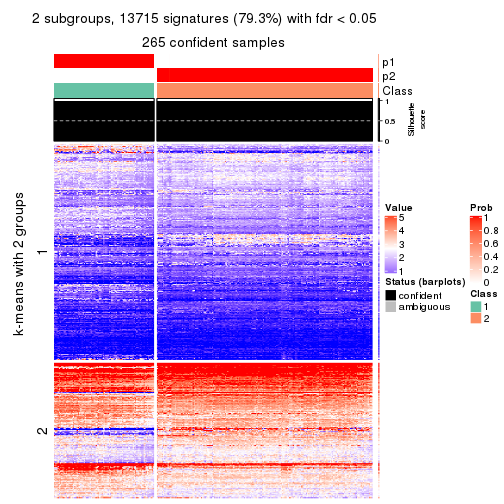 2 subgroups, 13715 signatures (79.3%) with fdr < 0.05
265 confident samples
p1
p2
Class
1
0.5
0
Silhouette
score
k-means with 2 groups
1
2
Value
5
4
3
2
1
Status (barplots)
confident
ambiguous
Prob
1
0.8
0.6
0.4
0.2
0
Class
1
2